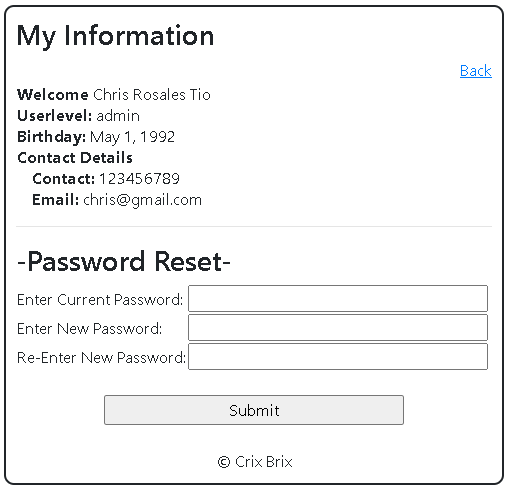 My Information
Back
Welcome Chris Rosales Tio
Userlevel: admin
Birthday: May 1, 1992
Contact Details
Contact: 123456789
Email: chris@gmail.com
-Password Reset-
Enter Current Password:
Enter New Password:
Re-Enter New Password:
Submit
© Crix Brix